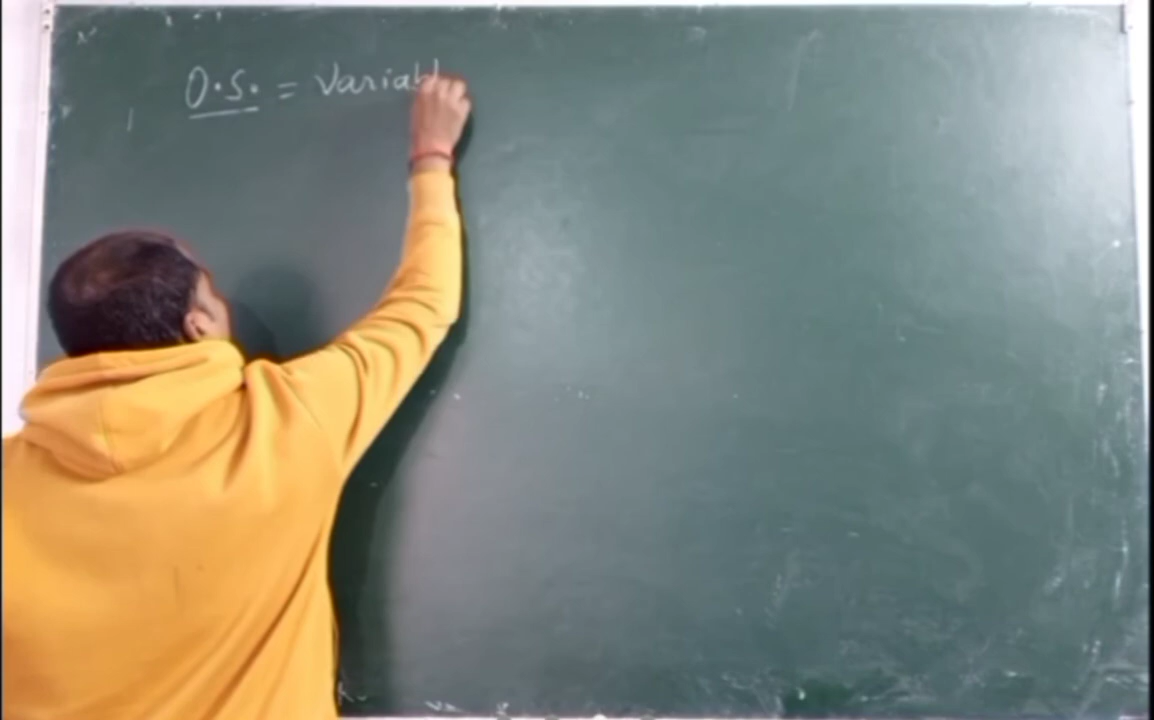 O.S. = Variabl